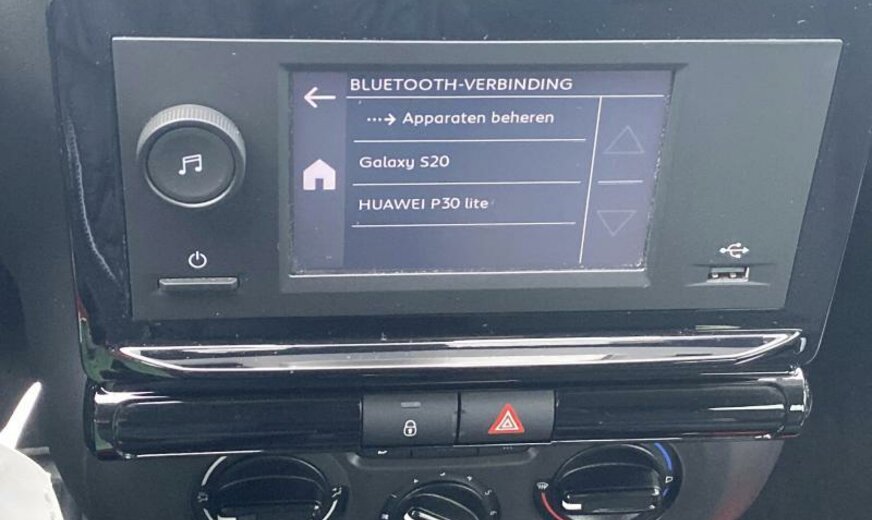 BLUETOOTH-VERBINDING
Apparaten beheren
Galaxy S20
HUAWEI P30 lite